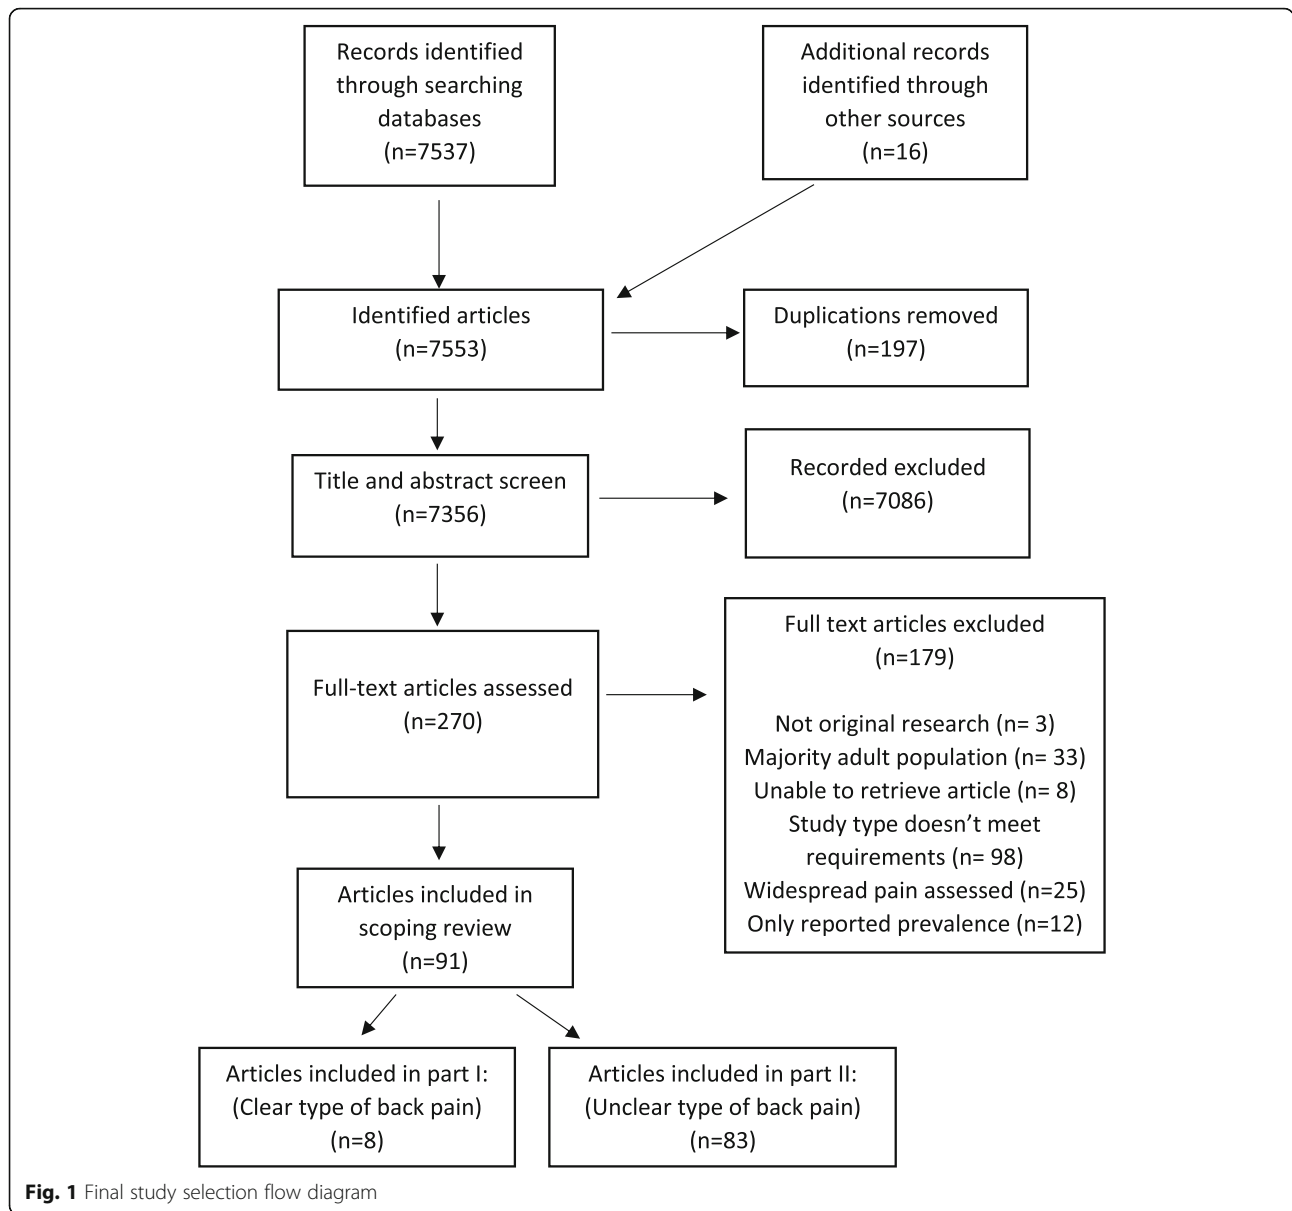 Records identified
through searching
databases
(n=7537)
Additional records
identified through
other sources
(n=16)
Identified articles
(n=7553)
Duplications removed
(n=197)
Title and abstract screen
(n=7356)
Recorded excluded
(n=7086)
Full-text articles assessed
(n=270)
Full text articles excluded
(n=179)
Not original research (n= 3)
Majority adult population (n= 33)
Unable to retrieve article (n= 8)
Study type doesn’t meet
requirements (n= 98)
Widespread pain assessed (n=25)
Only reported prevalence (n=12)
Articles included in
scoping review
(n=91)
Articles included in part I:
(Clear type of back pain)
(n=8)
Articles included in part II:
(Unclear type of back pain)
(n=83)
Fig. 1 Final study selection flow diagram